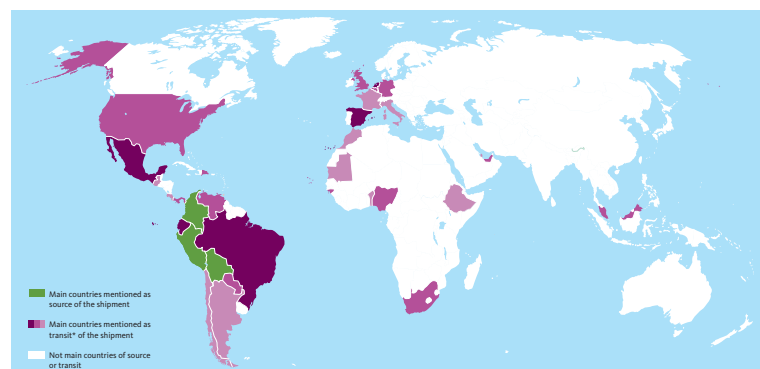 Main countries mentioned as
source of the shipment
Main countries mentioned as
transit* of the shipment
Not main countries of source
or transit